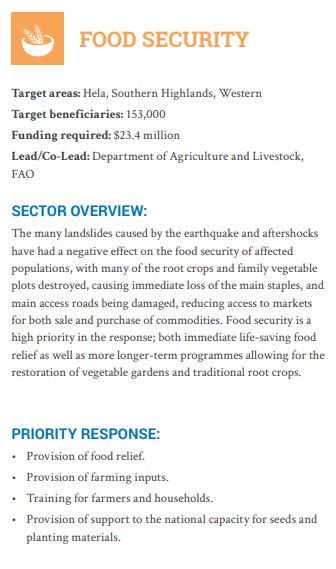 FOOD SECURITY
Target areas: Hela, Southern Highlands, Western
Target beneficiaries: 153,000
Funding required: $23.4 million
Lead/Co-Lead: Department of Agriculture and Livestock,
FAO
SECTOR OVERVIEW:
The many landslides caused by the earthquake and aftershocks
have had a negative effect on the food security of affected
populations, with many of the root crops and family vegetable
plots destroyed, causing immediate loss of the main staples, and
main access roads being damaged, reducing access to markets
for both sale and purchase of commodities. Food security is a
high priority in the response; both immediate life-saving food
relief as well as more longer-term programmes allowing for the
restoration of vegetable gardens and traditional root crops.
PRIORITY RESPONSE:
• Provision of food relief.
• Provision of farming inputs.
• Training for farmers and households.
• Provision of support to the national capacity for seeds and
planting materials.